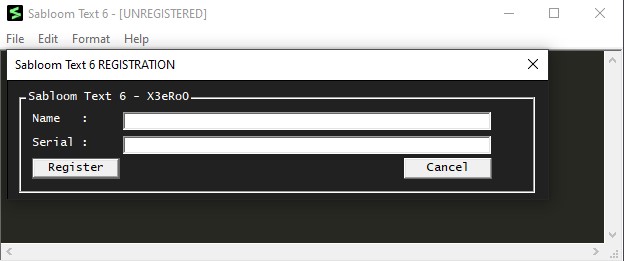 Sabloom Text 6 - [UNREGISTERED]
File Edit Format Help
Sabloom Text 6 REGISTRATION
Sabloom Text 6 - X3eRoO
Name :
Serial :
Register Cancel